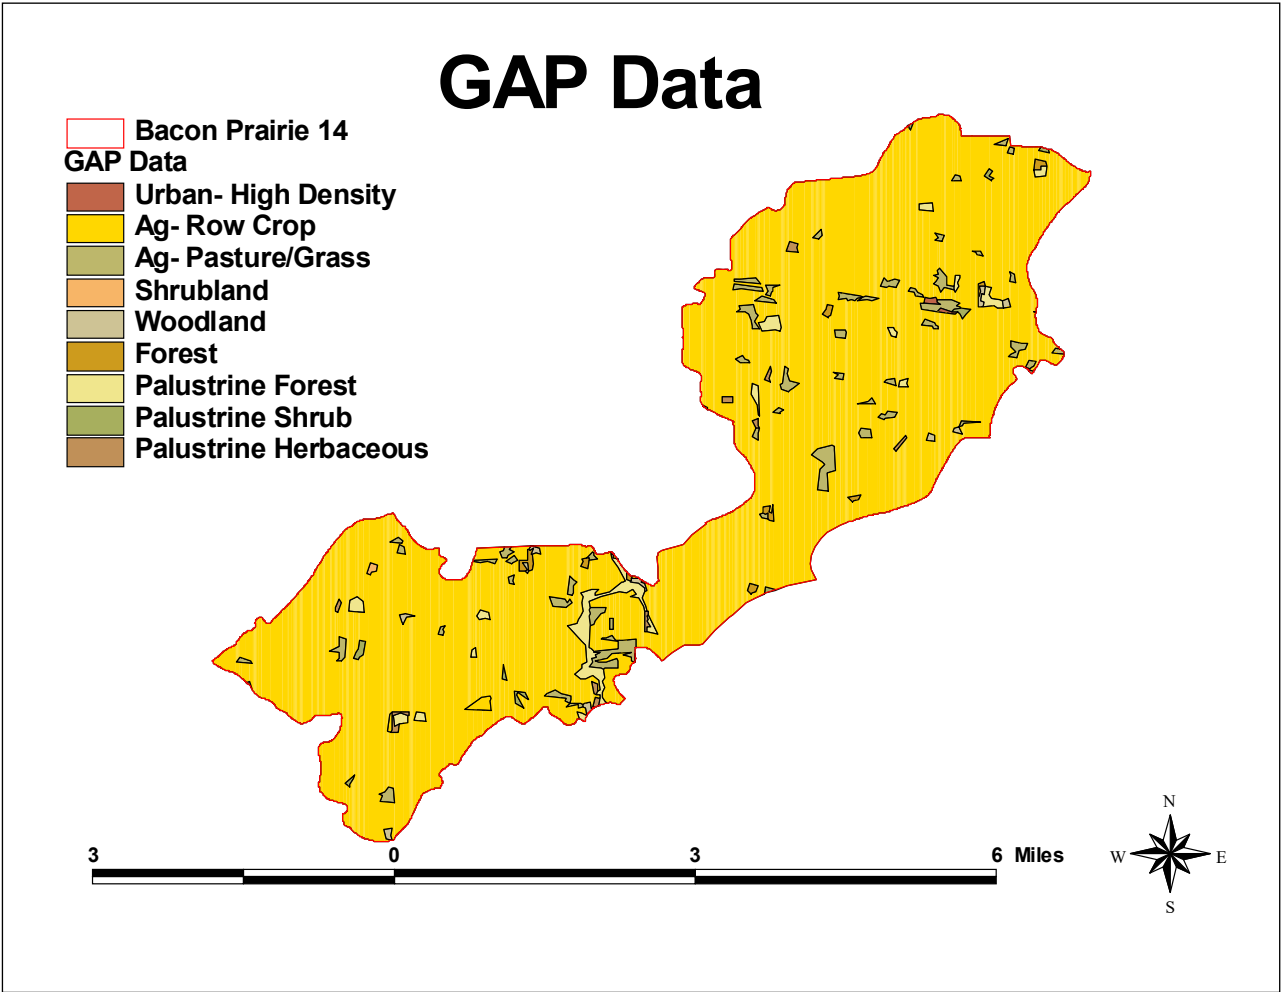 GAP Data
Bacon Prairie 14
GAP Data
Urban- High Density
Ag- Row Crop
Ag- Pasture/Grass
Shrubland
Woodland
Forest
Palustrine Forest
Palustrine Shrub
Palustrine Herbaceous
3 0 3 6 Miles
N
W E
S